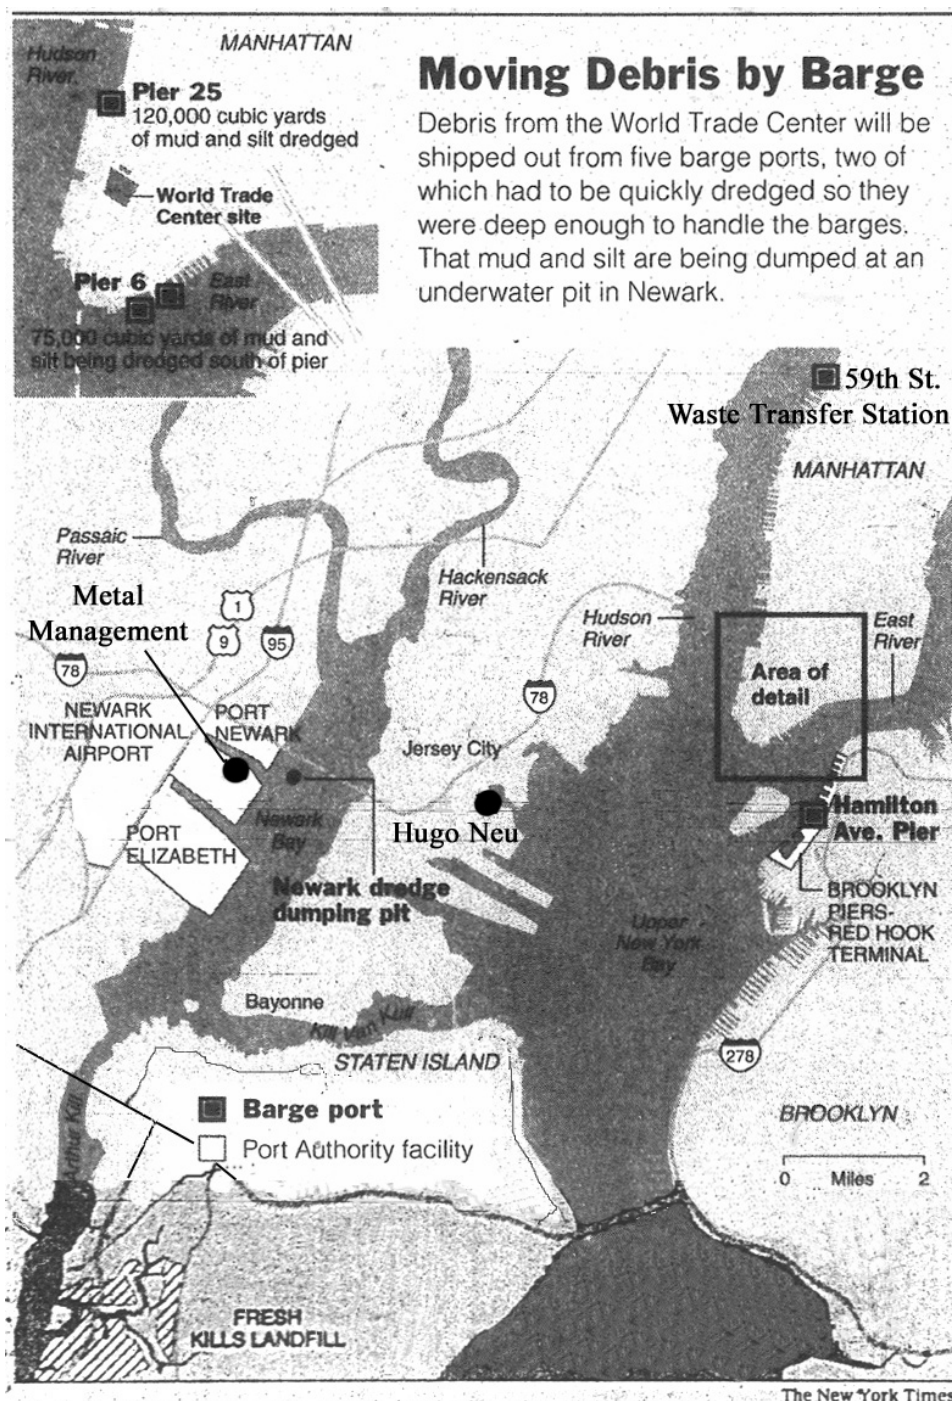 MANHATTAN
Hudson
River
Pier 25
120,000 cubic yards
of mud and silt dredged
World Trade
Center site
Pier 6
East
River
75,000 cubic yards of mud and
silt being dredged south of pier
Moving Debris by Barge
Debris from the World Trade Center will be
shipped out from five barge ports, two of
which had to be quickly dredged so they
were deep enough to handle the barges.
That mud and silt are being dumped at an
underwater pit in Newark.
59th St.
Waste Transfer Station
MANHATTAN
Passaic
River
Hackensack
River
Metal
Management
1
9
95
78
Hudson
River
East
River
Area of
detail
78
NEWARK
INTERNATIONAL
AIRPORT
PORT
NEWARK
Jersey City
Hugo Neu
Hamilton
Ave. Pier
PORT
ELIZABETH
Newark
Bay
Newark dredge
dumping pit
BROOKLYN
PIERS-
RED HOOK
TERMINAL
Upper
New York
Bay
Bayonne
Kill Van Kull
STATEN ISLAND
278
Barge port
Port Authority facility
Arthur Kill
BROOKLYN
0 Miles 2
FRESH
KILLS LANDFILL
The New York Times